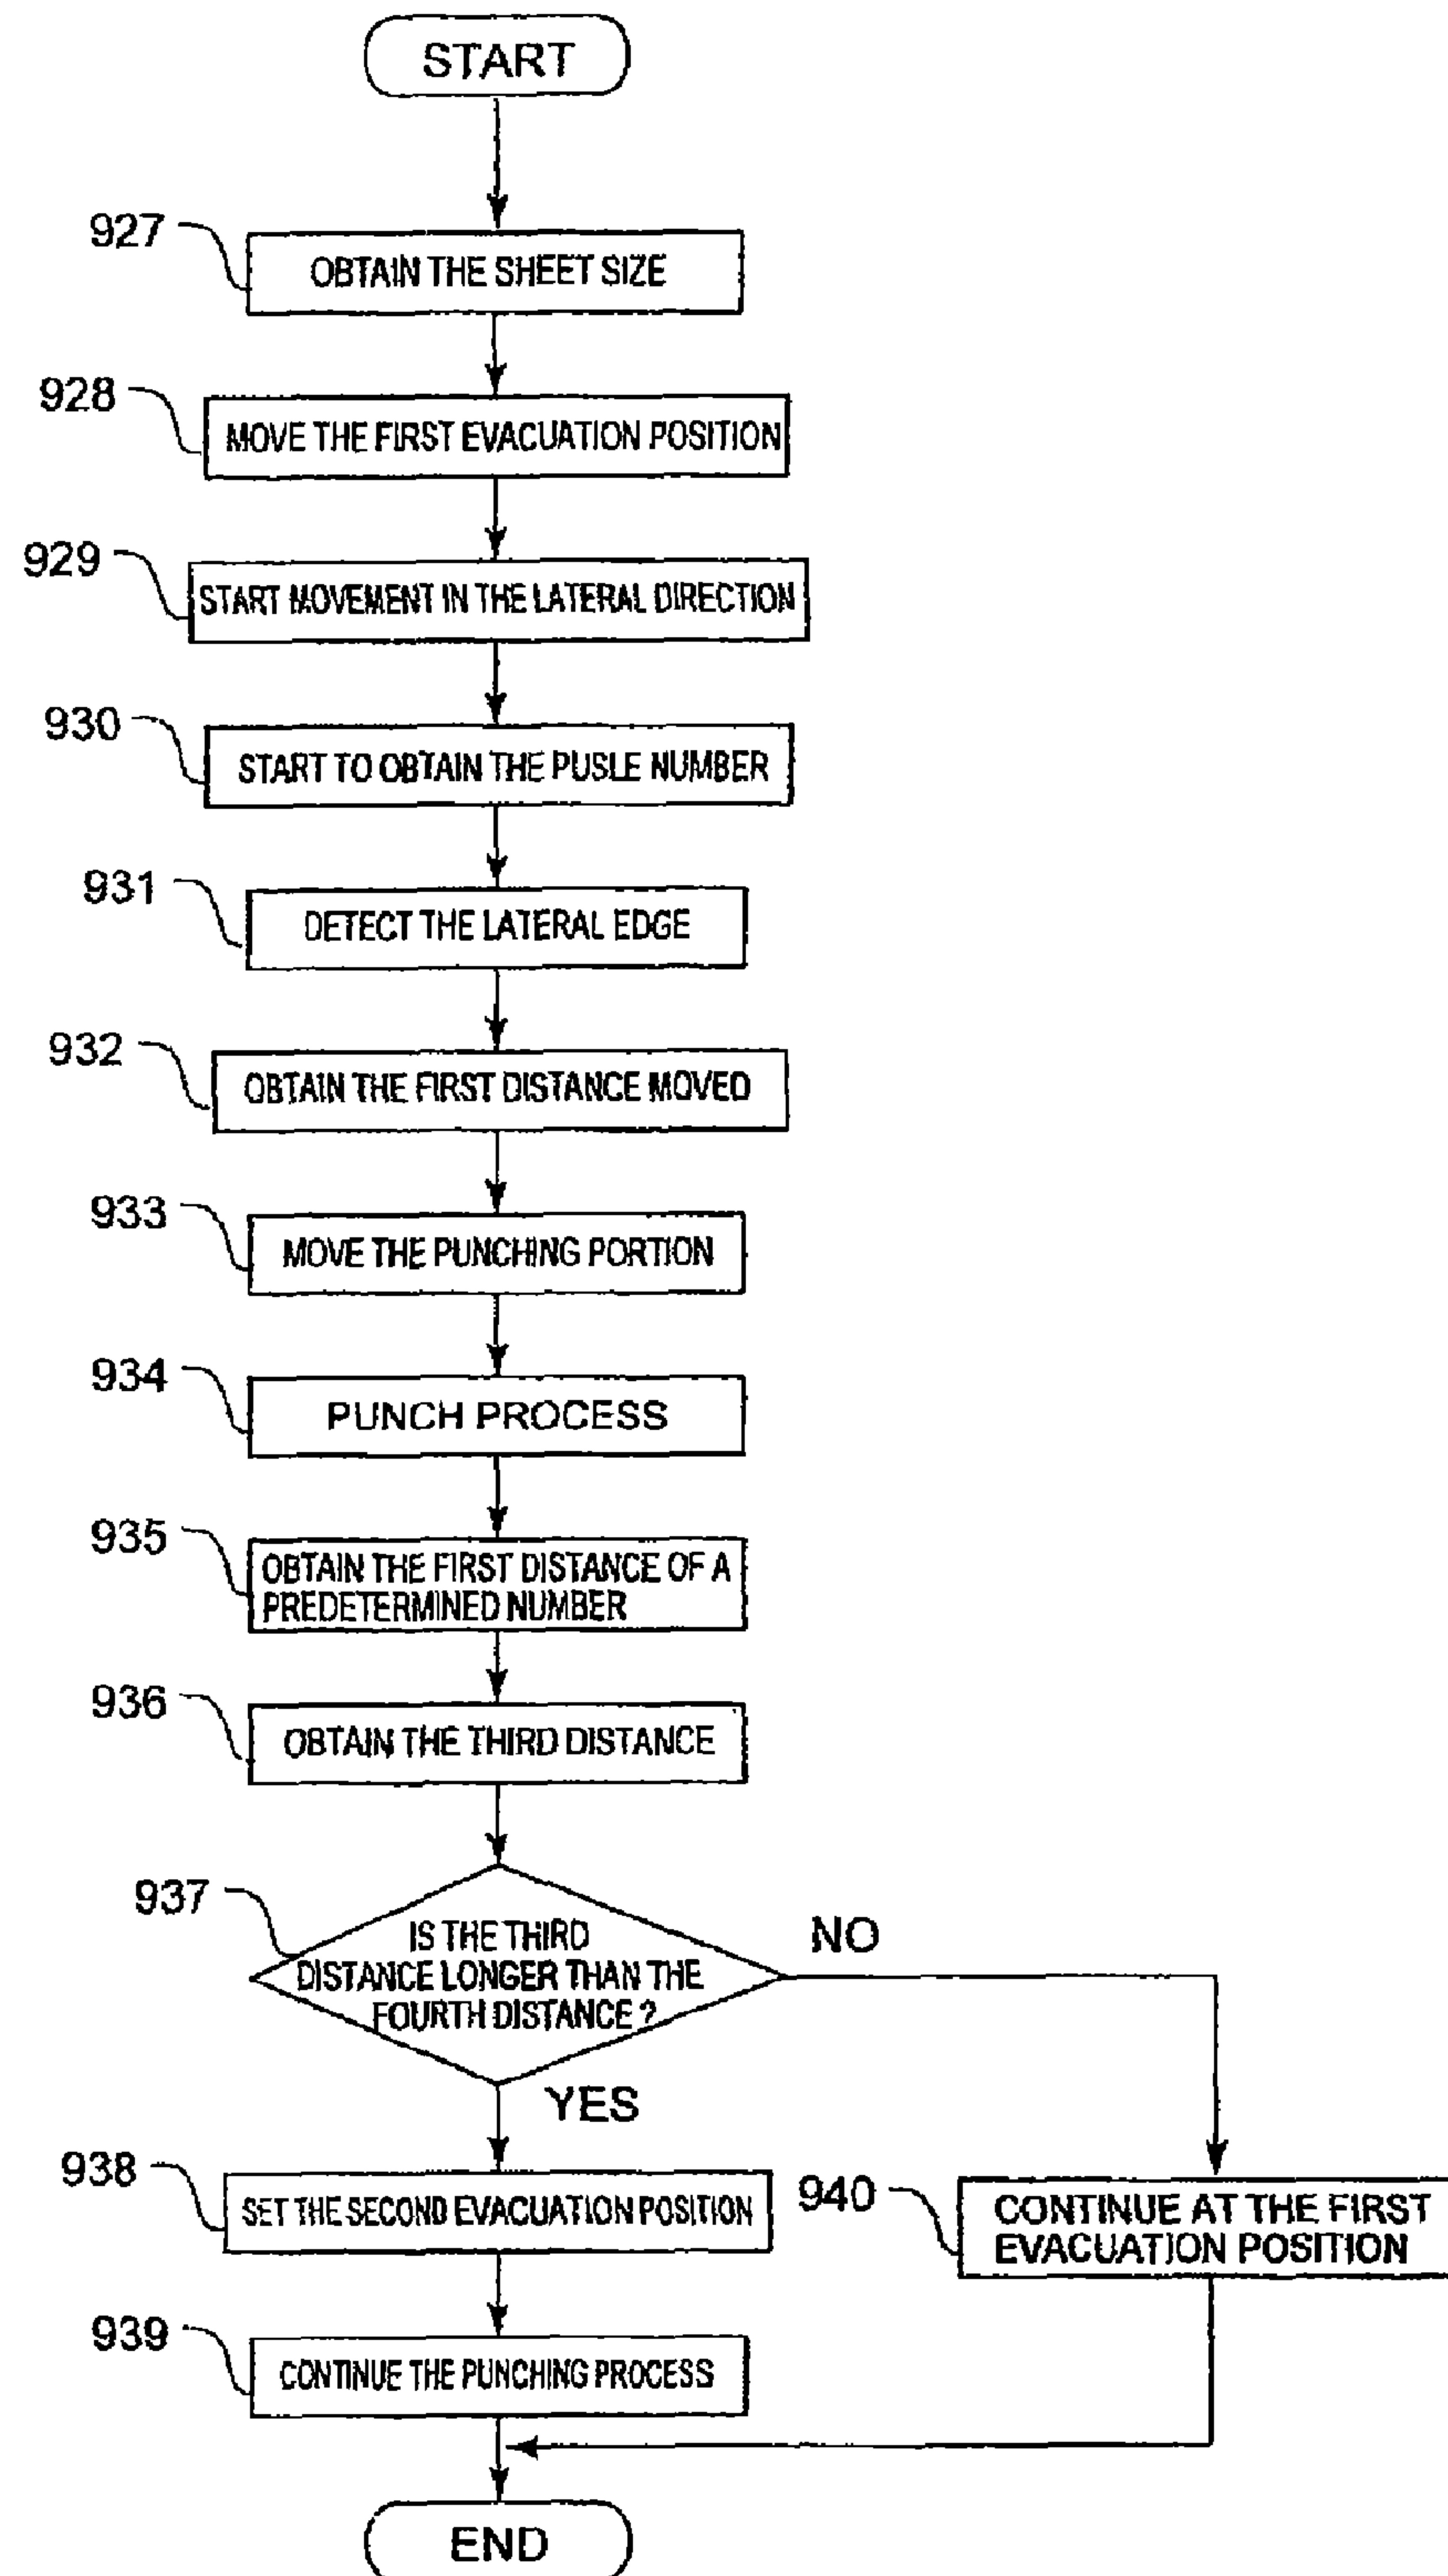 START
927
OBTAIN THE SHEET SIZE
928
MOVE THE FIRST EVACUATION POSITION
929
START MOVEMENT IN THE LATERAL DIRECTION
930
START TO OBTAIN THE PUSLE NUMBER
931
DETECT THE LATERAL EDGE
932
OBTAIN THE FIRST DISTANCE MOVED
933
MOVE THE PUNCHING PORTION
934
PUNCH PROCESS
935
OBTAIN THE FIRST DISTANCE OF A
PREDETERMINED NUMBER
936
OBTAIN THE THIRD DISTANCE
937
IS THE THIRD
DISTANCE LONGER THAN THE
FOURTH DISTANCE ?
NO
YES
938
SET THE SECOND EVACUATION POSITION
940
CONTINUE AT THE FIRST
EVACUATION POSITION
939
CONTINUE THE PUNCHING PROCESS
END